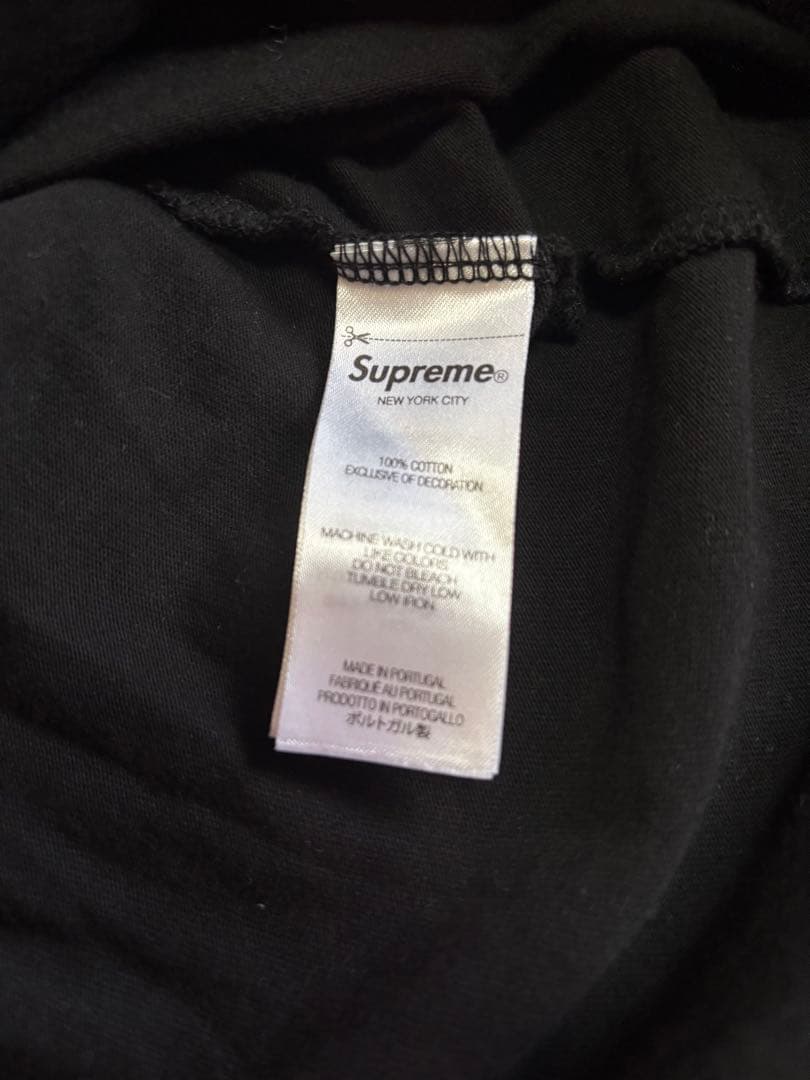 Supreme®
NEW YORK CITY
100% COTTON
EXCLUSIVE OF DECORATION
MACHINE WASH COLD WITH
LIKE COLORS
DO NOT BLEACH
TUMBLE DRY LOW
LOW IRON
MADE IN PORTUGAL
FABRIQUÉ AU PORTUGAL
PRODOTTO IN PORTOGALLO
ポルトガル製